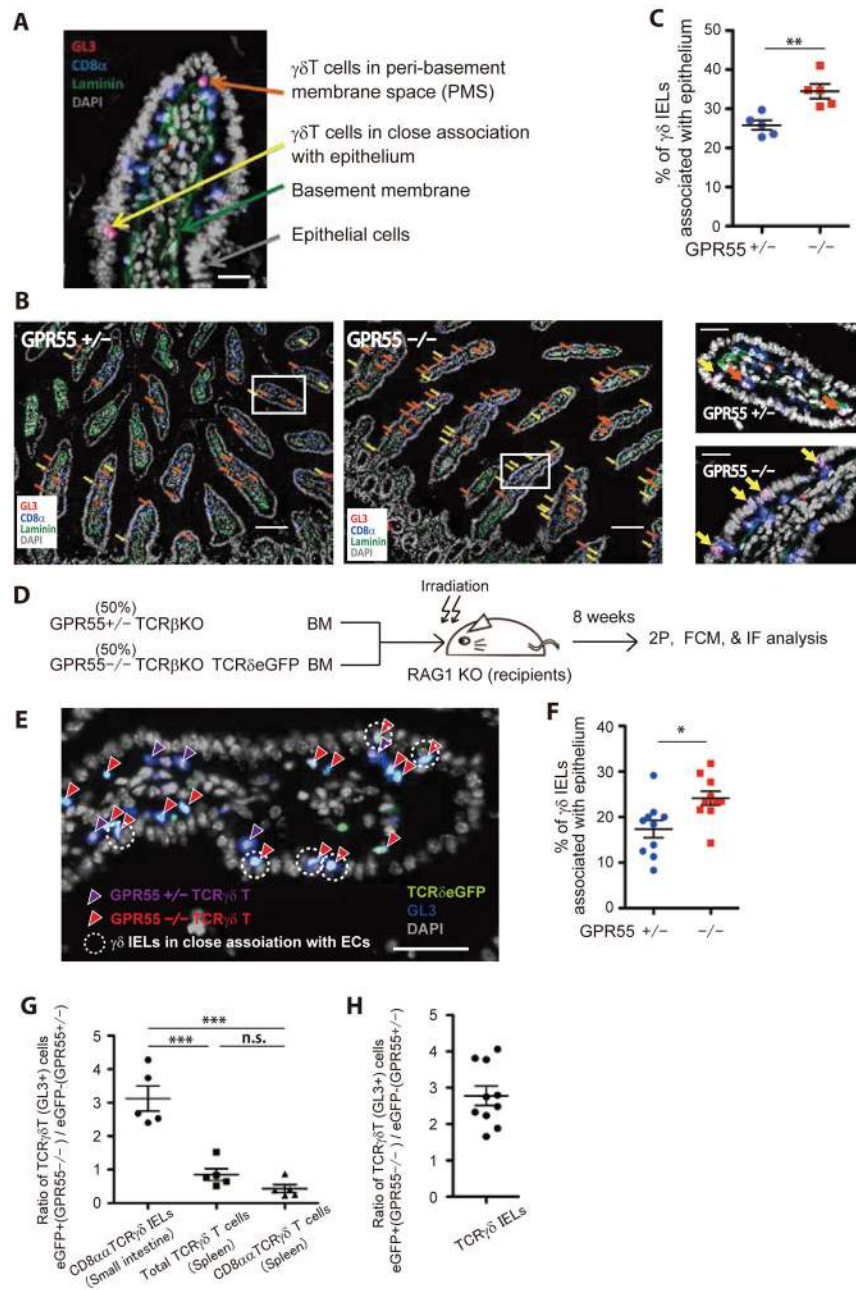 A
GL3
CD8α
Laminin
DAPI
γδT cells in peri-basement
membrane space (PMS)
γδT cells in close association
with epithelium
Basement membrane
Epithelial cells
C
**
50
40
30
20
10
0
% of γδ IELs
associated with epithelium
GPR55 +/− −/−
B
GPR55 +/−
GL3
CD8α
Laminin
DAPI
GPR55 −/−
GL3
CD8α
Laminin
DAPI
GPR55 +/−
GPR55 −/−
D
(50%)
GPR55+/− TCRβKO BM
(50%)
GPR55−/− TCRβKO TCRδeGFP BM
Irradiation
RAG1 KO (recipients)
8 weeks
2P, FCM, & IF analysis
E
GPR55 +/− TCRγδ T
GPR55 −/− TCRγδ T
γδ IELs in close assoiation with ECs
TCRδeGFP
GL3
DAPI
F
*
40
30
20
10
0
% of γδ IELs
associated with epithelium
GPR55 +/− −/−
G
***
*** n.s.
5
4
3
2
1
0
Ratio of TCRγδT (GL3+) cells
eGFP+(GPR55−/− ) / eGFP-(GPR55+/−)
CD8αα TCRγδ IELs
(Small intestine)
Total TCRγδ T cells
(Spleen)
CD8ααTCRγδ T cells
(Spleen)
H
5
4
3
2
1
0
Ratio of TCRγδT (GL3+) cells
eGFP+(GPR55−/− ) / eGFP-(GPR55+/−)
TCRγδ IELs